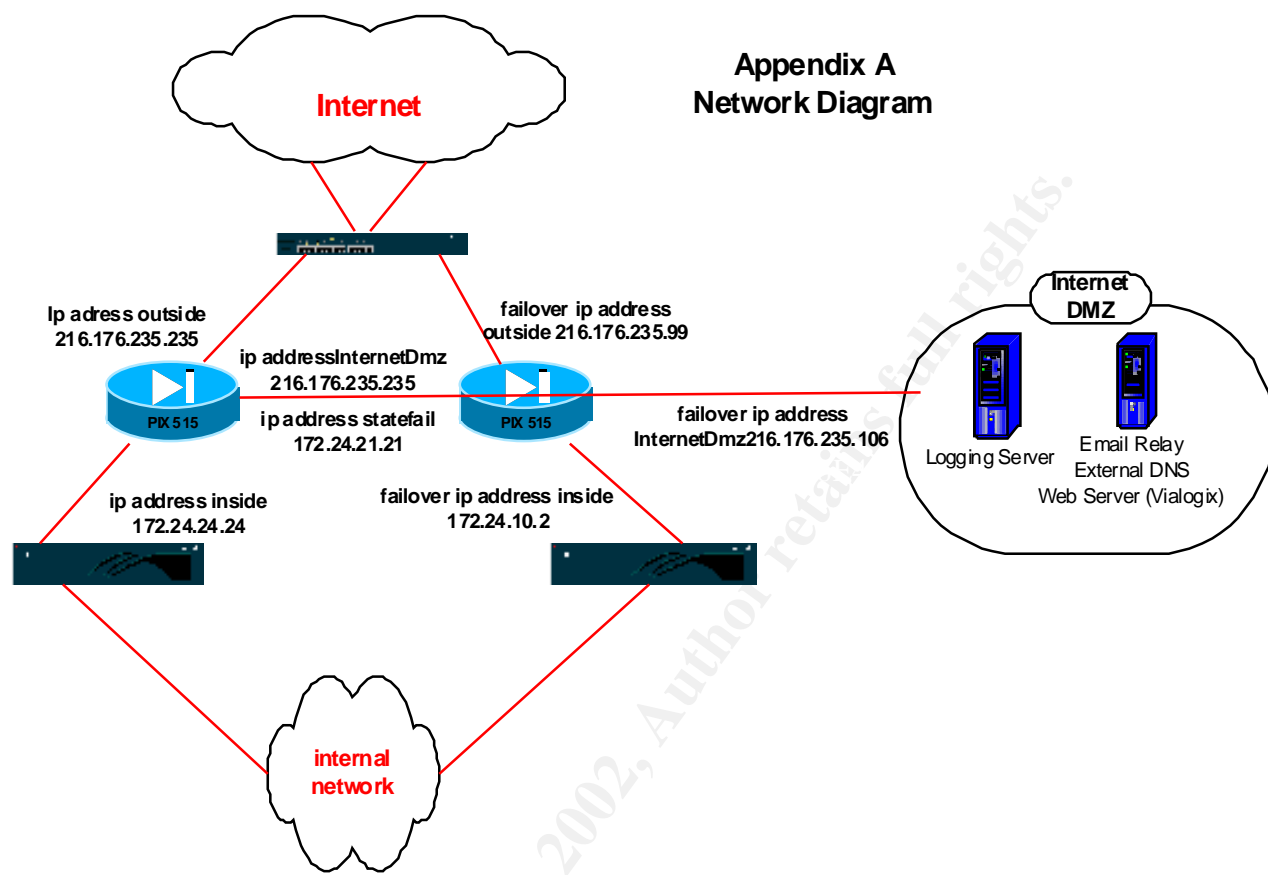 Appendix A
Network Diagram
Internet
Ip adress outside
216.176.235.235
failover ip address
outside 216.176.235.99
ip addressInternetDmz
216.176.235.235
ip address statefail
172.24.21.21
PIX 515
PIX 515
failover ip address
InternetDmz216.176.235.106
Internet
DMZ
Logging Server
Email Relay
External DNS
Web Server (Vialogix)
ip address inside
172.24.24.24
failover ip address inside
172.24.10.2
internal
network
2002, Author retains full rights.